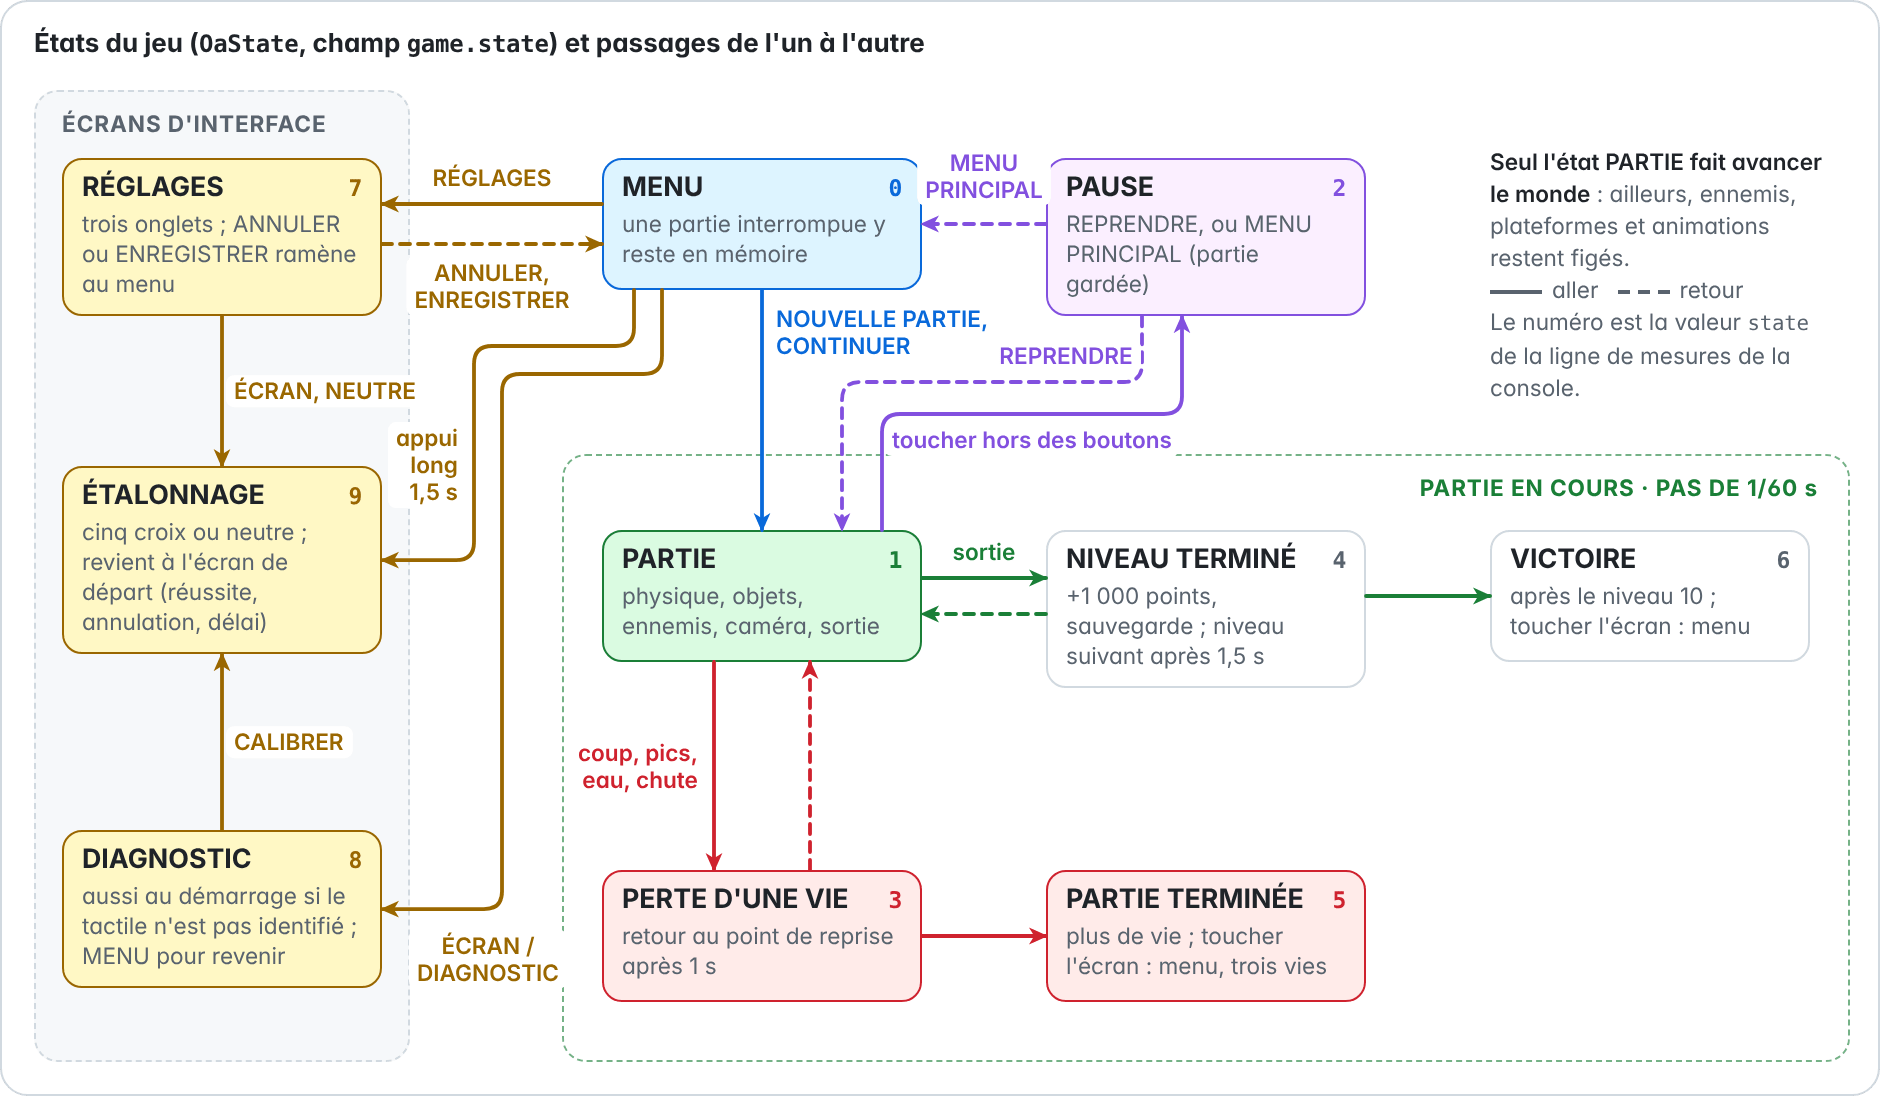 États du jeu (OaState, champ game.state) et passages de l'un à l'autre
ÉCRANS D'INTERFACE
RÉGLAGES 7
trois onglets ; ANNULER
ou ENREGISTRER ramène
au menu
RÉGLAGES
ANNULER,
ENREGISTRER
MENU 0
une partie interrompue y
reste en mémoire
MENU
PRINCIPAL
PAUSE 2
REPRENDRE, ou MENU
PRINCIPAL (partie
gardée)
Seul l'état PARTIE fait avancer
le monde : ailleurs, ennemis,
plateformes et animations
restent figés.
aller retour
Le numéro est la valeur state
de la ligne de mesures de la
console.
NOUVELLE PARTIE,
CONTINUER
REPRENDRE
toucher hors des boutons
ÉCRAN, NEUTRE
appui
long
1,5 s
ÉTALONNAGE 9
cinq croix ou neutre ;
revient à l'écran de
départ (réussite,
annulation, délai)
CALIBRER
DIAGNOSTIC 8
aussi au démarrage si le
tactile n'est pas identifié ;
MENU pour revenir
ÉCRAN /
DIAGNOSTIC
PARTIE EN COURS · PAS DE 1/60 s
PARTIE 1
physique, objets,
ennemis, caméra, sortie
sortie
NIVEAU TERMINÉ 4
+1 000 points,
sauvegarde ; niveau
suivant après 1,5 s
VICTOIRE 6
après le niveau 10 ;
toucher l'écran : menu
coup, pics,
eau, chute
PERTE D'UNE VIE 3
retour au point de reprise
après 1 s
PARTIE TERMINÉE 5
plus de vie ; toucher
l'écran : menu, trois vies